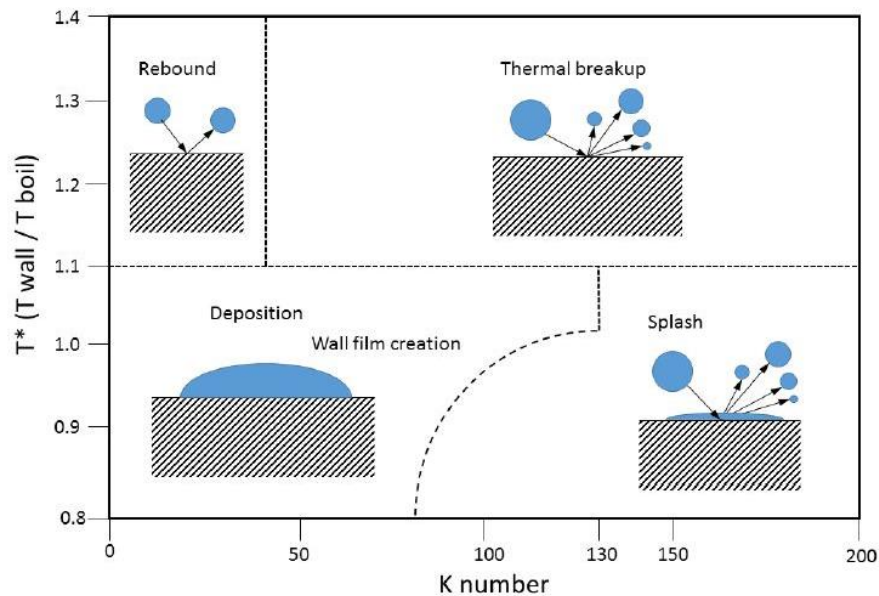 1.4
Rebound
Thermal breakup
1.3
1.2
T* (T wall / T boil)
1.1
Deposition
Splash
Wall film creation
1.0
0.9
0.8
0 50 100 130 150 200
K number